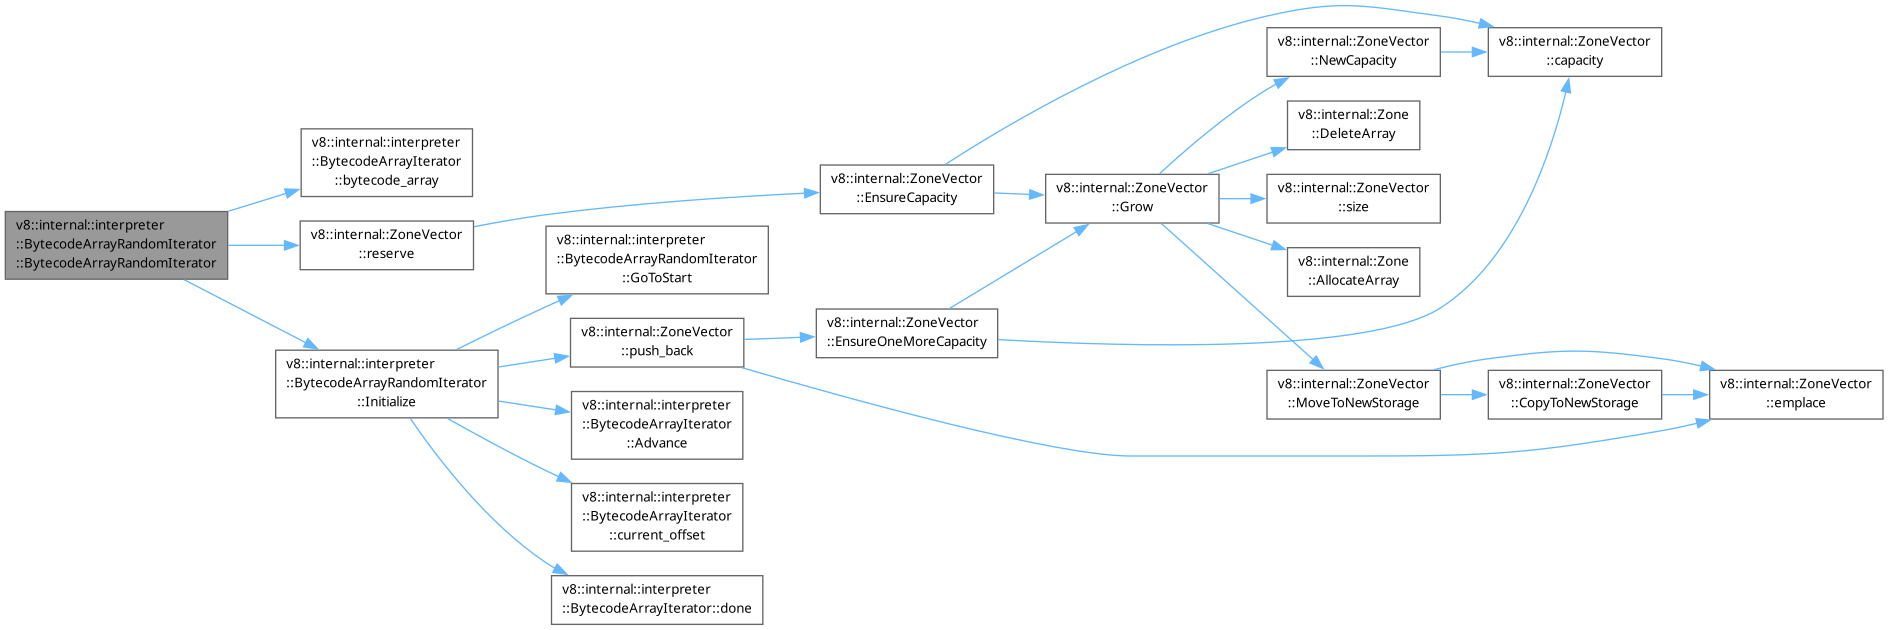 v8::internal::interpreter
::BytecodeArrayRandomIterator
::BytecodeArrayRandomIterator
v8::internal::interpreter
::BytecodeArrayIterator
::bytecode_array
v8::internal::ZoneVector
::reserve
v8::internal::interpreter
::BytecodeArrayRandomIterator
::Initialize
v8::internal::interpreter
::BytecodeArrayRandomIterator
::GoToStart
v8::internal::ZoneVector
::push_back
v8::internal::interpreter
::BytecodeArrayIterator
::Advance
v8::internal::interpreter
::BytecodeArrayIterator
::current_offset
v8::internal::interpreter
::BytecodeArrayIterator::done
v8::internal::ZoneVector
::EnsureCapacity
v8::internal::ZoneVector
::EnsureOneMoreCapacity
v8::internal::ZoneVector
::Grow
v8::internal::ZoneVector
::NewCapacity
v8::internal::Zone
::DeleteArray
v8::internal::ZoneVector
::size
v8::internal::Zone
::AllocateArray
v8::internal::ZoneVector
::MoveToNewStorage
v8::internal::ZoneVector
::capacity
v8::internal::ZoneVector
::CopyToNewStorage
v8::internal::ZoneVector
::emplace